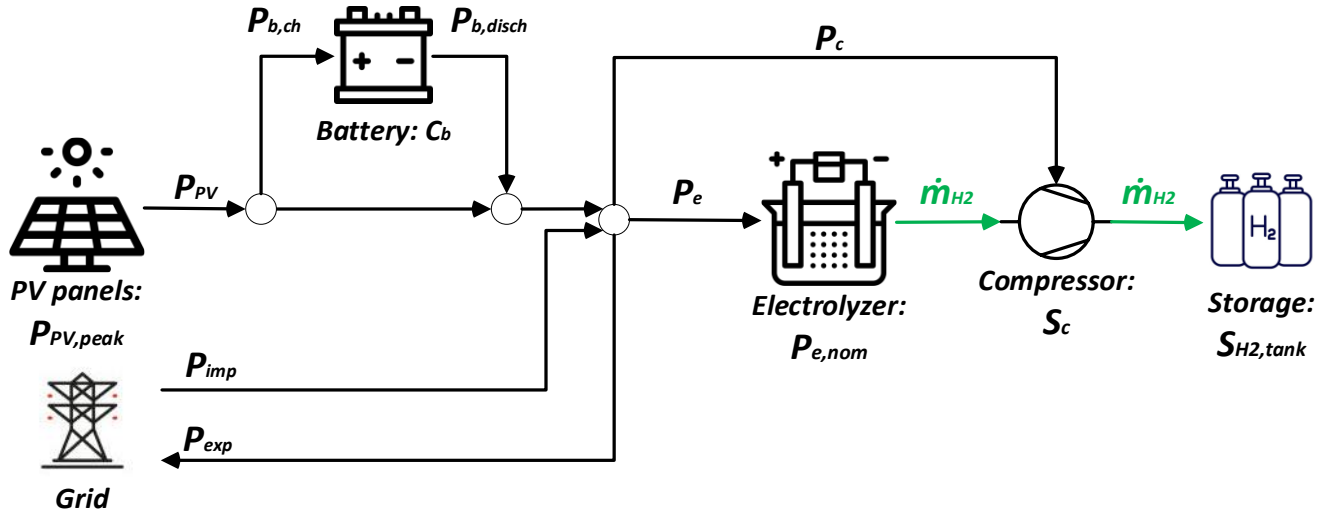 P_b,ch
P_b,disch
P_c
+ -
Battery: C_b
P_PV
P_e
+ -
ṁ_H2
ṁ_H2
H_2
PV panels:
P_PV,peak
Electrolyzer:
P_e,nom
Compressor:
S_c
Storage:
S_H2,tank
P_imp
P_exp
Grid